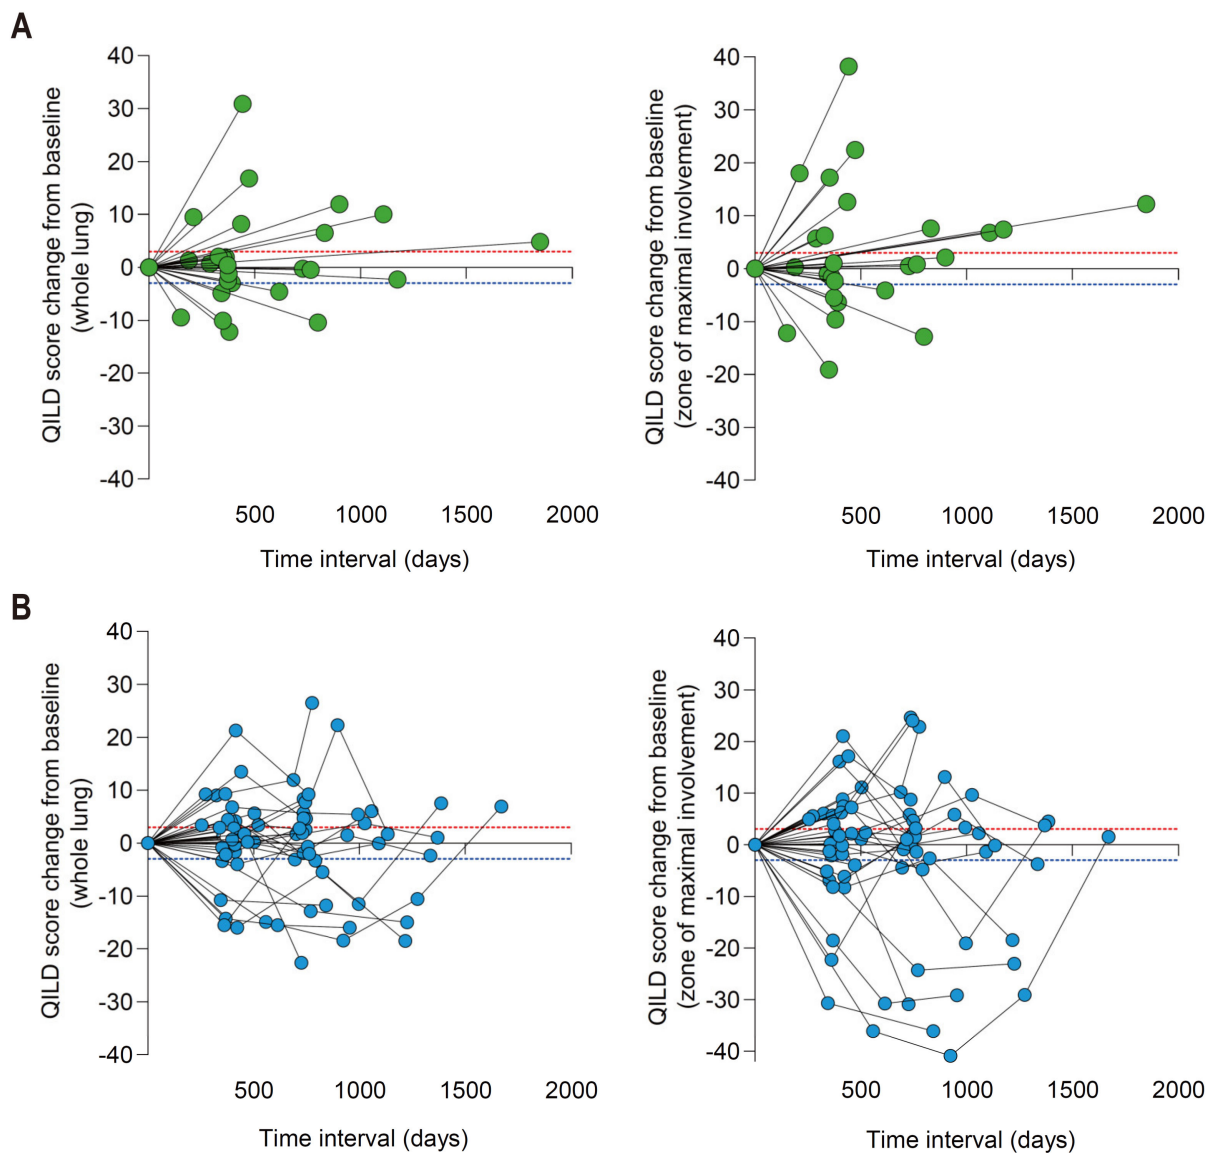 A
QILD score change from baseline
(whole lung)
40
30
20
10
0
-10
-20
-30
-40
500 1000 1500 2000
Time interval (days)
QILD score change from baseline
(zone of maximal involvement)
40
30
20
10
0
-10
-20
-30
-40
500 1000 1500 2000
Time interval (days)
B
QILD score change from baseline
(whole lung)
40
30
20
10
0
-10
-20
-30
-40
500 1000 1500 2000
Time interval (days)
QILD score change from baseline
(zone of maximal involvement)
40
30
20
10
0
-10
-20
-30
-40
500 1000 1500 2000
Time interval (days)